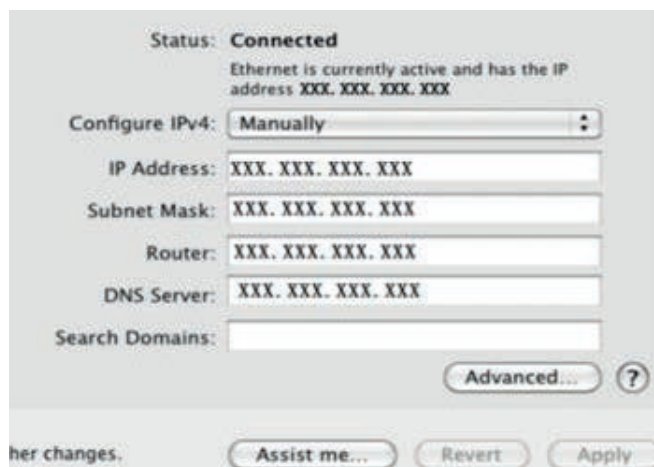 Status: Connected
Ethernet is currently active and has the IP
address XXX. XXX. XXX. XXX
Configure IPv4: Manually
IP Address: XXX. XXX. XXX. XXX
Subnet Mask: XXX. XXX. XXX. XXX
Router: XXX. XXX. XXX. XXX
DNS Server: XXX. XXX. XXX. XXX
Search Domains:
Advanced... ?
her changes. Assist me... Revert Apply